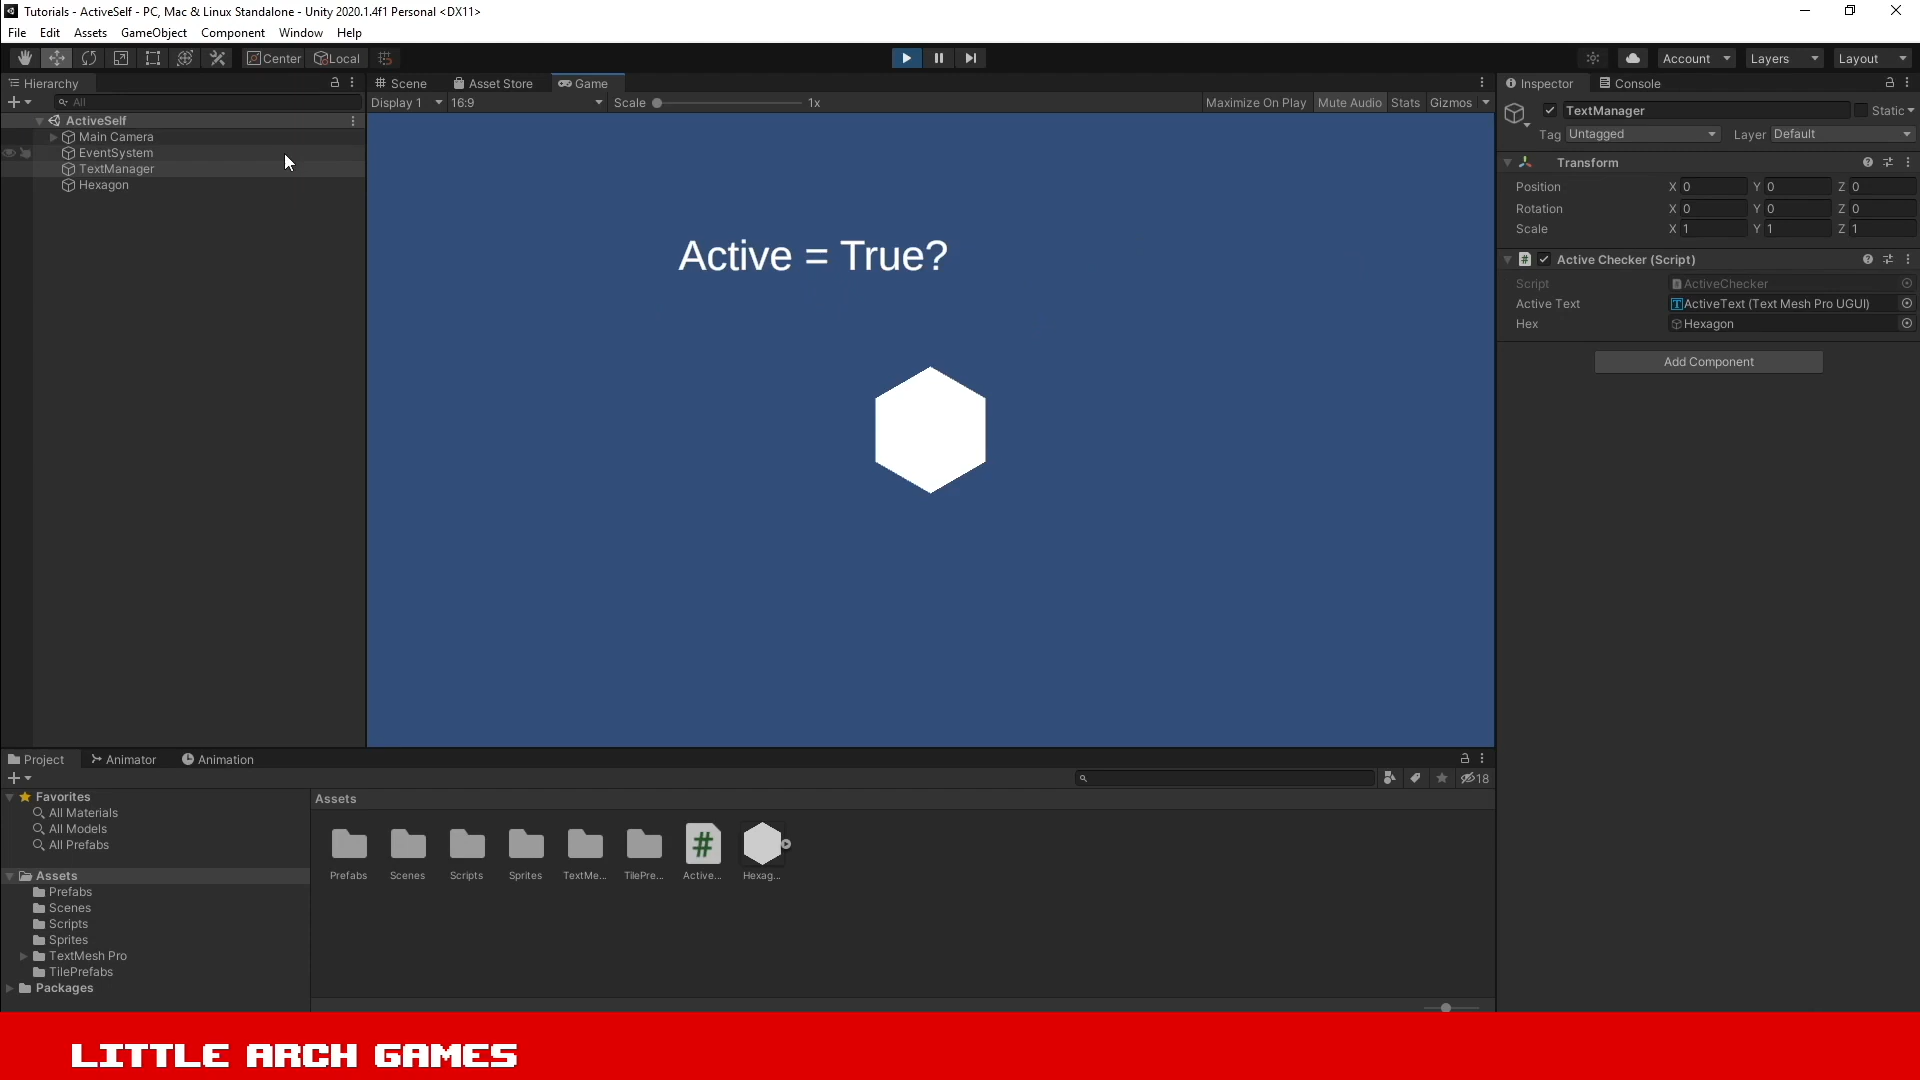 Tutorials - ActiveSelf - PC, Mac & Linux Standalone - Unity 2020.1.4f1 Personal <DX11>
File Edit Assets GameObject Component Window Help
Center Local Account Layers Layout
Hierarchy
All
ActiveSelf
Main Camera
EventSystem
TextManager
Hexagon
Scene Asset Store Game
Display 1 16:9 Scale 1x Maximize On Play Mute Audio Stats Gizmos
Active = True?
Inspector Console
TextManager Static
Tag Untagged Layer Default
Transform
Position X 0 Y 0 Z 0
Rotation X 0 Y 0 Z 0
Scale X 1 Y 1 Z 1
# Active Checker (Script)
Script ActiveChecker
Active Text ActiveText (Text Mesh Pro UGUI)
Hex Hexagon
Add Component
Project Animator Animation
18
Favorites
All Materials
All Models
All Prefabs
Assets
Prefabs
Scenes
Scripts
Sprites
TextMesh Pro
TilePrefabs
Packages
Assets
#
Prefabs Scenes Scripts Sprites TextMe... TilePre... Active... Hexag...
LITTLE ARCH GAMES